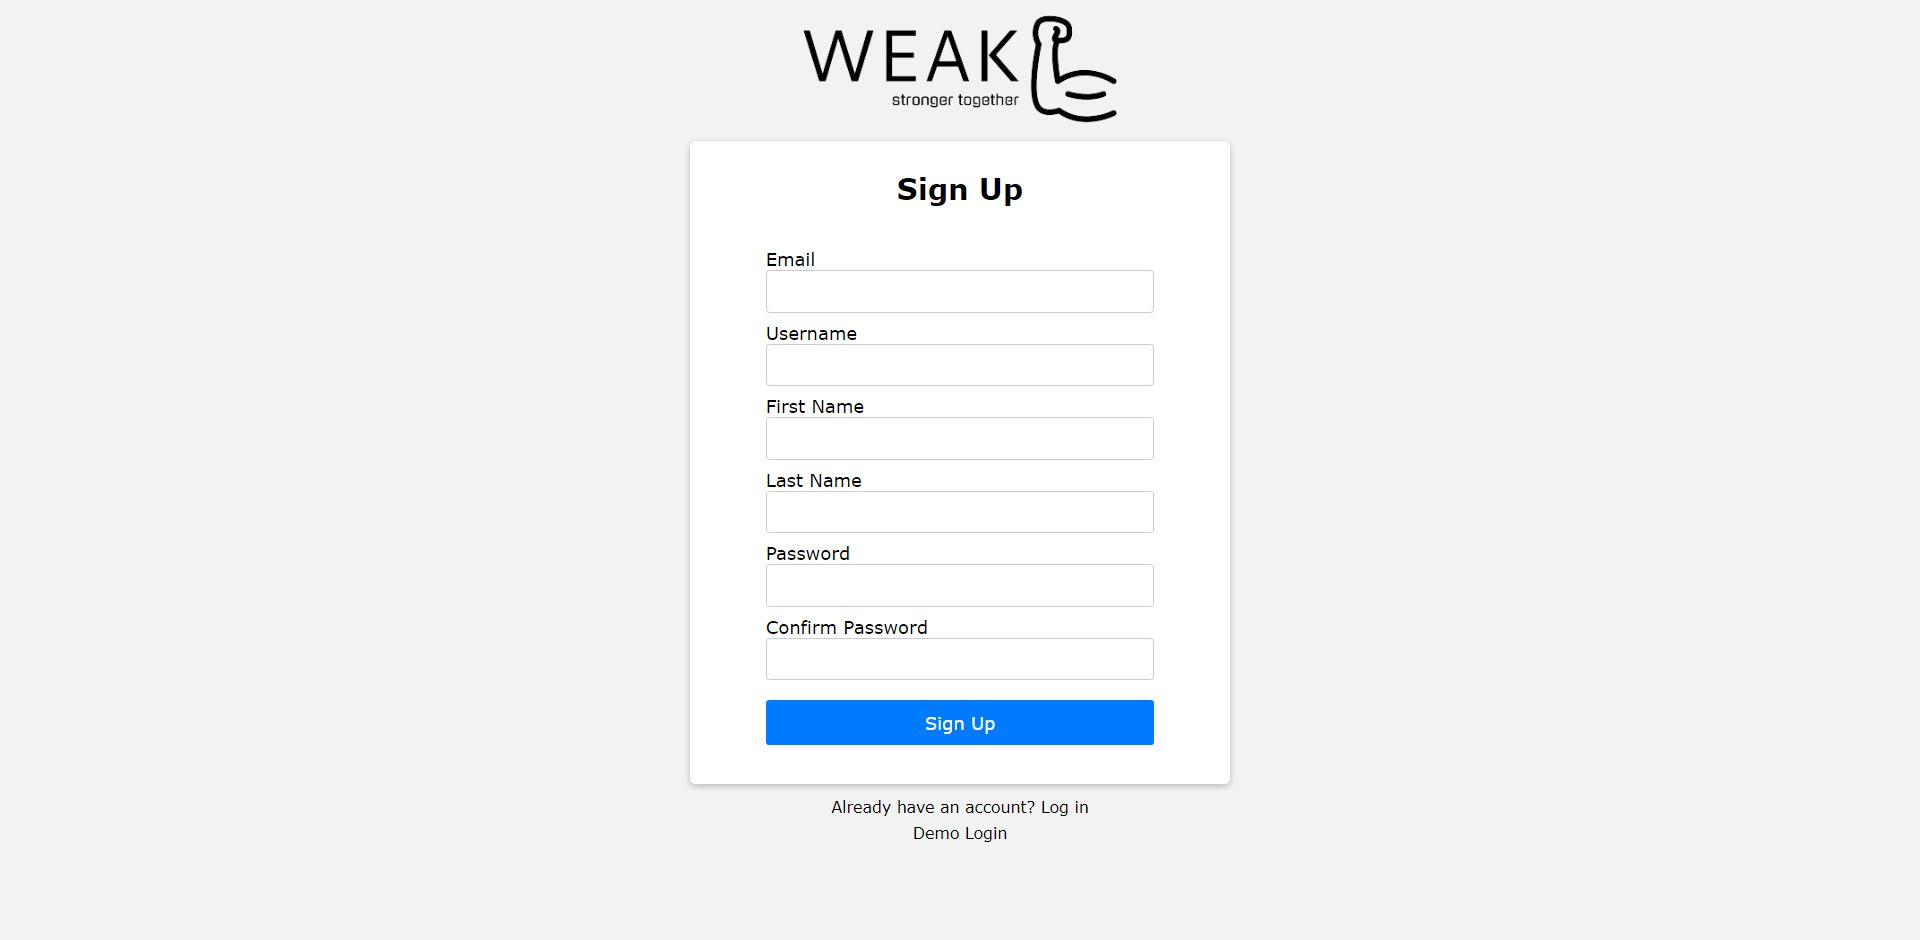 WEAK
stronger together
Sign Up
Email
Username
First Name
Last Name
Password
Confirm Password
Sign Up
Already have an account? Log in
Demo Login